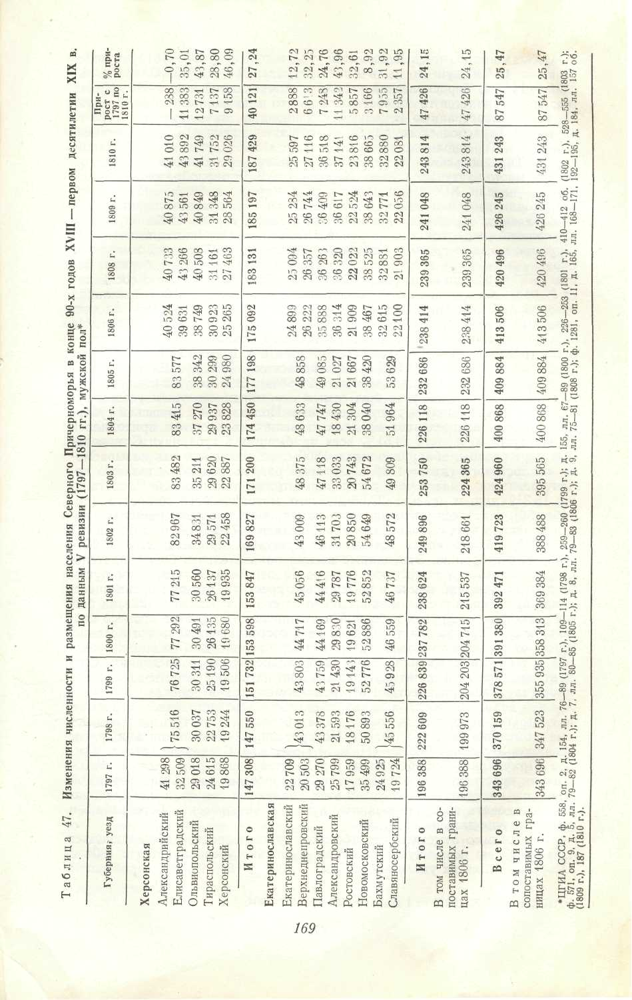 Таблица 47. Изменения численности и размещения населения Северного Причерноморья в конце 90-х годов XVIII — первом десятилетии XIX в.
по данным V ревизии (1797—1810 гг.), мужской пол*
Губерния, уезд 1797 г. 1798 г. 1799 г. 1800 г. 1801 г. 1802 г. 1803 г. 1804 г. 1805 г. 1806 г. 1808 г. 1809 г. 1810 г. При-рост с 1797 по 1810 г. % при-роста
Херсонская
Александрийский 41 298 40 524 40 733 40 875 41 010 — 288 —0,70
Елисаветградский 32 509 } 75 516 76 725 77 292 77 215 82 967 83 482 83 415 83 577 39 631 43 266 43 561 43 892 11 383 35,01
Ольвиопольский 29 018 30 037 30 311 30 491 30 560 34 831 35 211 37 270 38 342 38 749 40 508 40 849 41 749 12 731 43,87
Тираспольский 24 615 22 753 25 190 26 135 26 137 29 571 29 620 29 937 30 299 30 923 31 161 31 348 31 752 7 137 28,80
Херсонский 19 868 19 244 19 506 19 680 19 935 22 458 22 887 23 828 24 980 25 265 27 463 28 564 29 026 9 158 46,09
Итого 147 308 147 550 151 732 153 598 153 847 169 827 171 200 174 450 177 198 175 092 183 131 185 197 187 429 40 121 27,24
Екатеринославская
Екатеринославский 22 709 24 899 25 094 25 234 25 597 2888 12,72
Верхнеднепровский 20 503 } 43 013 43 803 44 717 45 056 43 009 48 375 48 633 48 858 26 222 26 357 26 744 27 116 6613 32,25
Павлоградский 29 270 43 378 43 759 44 169 44 416 46 113 47 118 47 747 49 085 35 888 36 263 36 409 36 518 7 248 24,76
Александровский 25 799 21 593 21 430 29 830 29 787 31 703 33 033 18 430 21 027 36 314 36 320 36 617 37 141 11 342 43,96
Ростовский 17 959 18 176 19 143 19 621 19 776 20 850 20 743 21 304 21 667 21 909 22 022 22 524 23 816 5 857 32,61
Новомосковский 35 499 50 893 52 776 52 886 52 852 54 649 54 672 38 040 38 420 38 467 38 525 38 643 38 665 3166 8,92
Бахмутский 24 925 32 615 32 881 32 771 32 880 7 955 31,92
Славяносербский 19 724 } 45 556 45 928 46 559 46 737 48 572 49 809 51 964 53 629 22 100 21 903 22 056 22 081 2 357 11,95
Итого 196 388 222 609 226 839 237 782 238 624 249 896 253 750 226 118 232 686 238 414 239 365 241 048 243 814 47 426 24,15
В том числе в со-
поставимых грани-
цах 1806 г. 196 388 199 973 204 203 204 715 215 537 218 661 224 365 226 118 232 686 238 414 239 365 241 048 243 814 47 426 24,15
Всего 343 696 370 159 378 571 391 380 392 471 419 723 424 960 400 868 409 884 413 506 420 496 426 245 431 243 87 547 25,47
В том числе в
сопоставимых гра-
ницах 1806 г. 343 696 347 523 355 935 358 313 369 384 388 488 395 565 400 868 409 884 413 506 420 496 426 245 431 243 87 547 25,47
*ЦГИА СССР, ф. 558, оп. 2, д. 154, лл. 76—89 (1797 г.), 109—114 (1798 г.), 259—260 (1799 г.); д. 155, лл. 67—89 (1800 г.), 226—253 (1801 г.), 410—412 об. (1802 г.), 528—555 (1803 г.);
ф. 571, оп. 9, д. 5, лл. 79—82 (1804 г.); д. 7, лл. 80—85 (1805 г.); д. 8, лл. 79—83 (1806 г.); д. 9, лл. 75—81 (1808 г.); ф. 1281, оп. 11, д. 165, лл. 168—171, 192—195, д. 184, лл. 157 об.
(1809 г.), 187 (1810 г.).
169